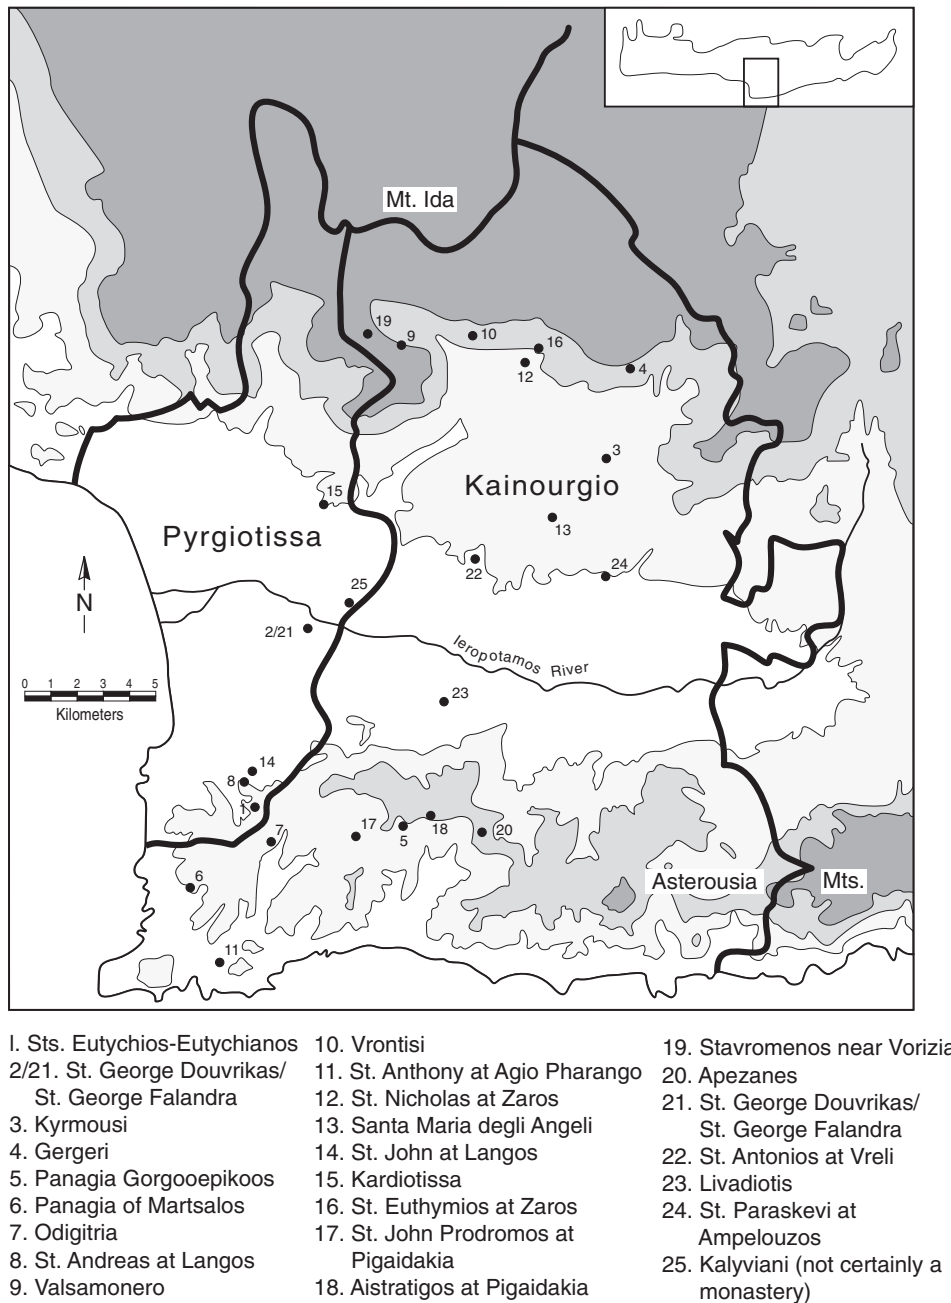 Mt. Ida
19
9
10
16
12
4
3
Kainourgio
15
13
Pyrgiotissa
22
24
N
25
2/21
Ieropotamos River
0 1 2 3 4 5
Kilometers
23
14
8
1
7
17
5
18
20
6
Asterousia Mts.
11
I. Sts. Eutychios-Eutychianos
2/21. St. George Douvrikas/
St. George Falandra
3. Kyrmousi
4. Gergeri
5. Panagia Gorgooepikoos
6. Panagia of Martsalos
7. Odigitria
8. St. Andreas at Langos
9. Valsamonero
10. Vrontisi
11. St. Anthony at Agio Pharango
12. St. Nicholas at Zaros
13. Santa Maria degli Angeli
14. St. John at Langos
15. Kardiotissa
16. St. Euthymios at Zaros
17. St. John Prodromos at
Pigaidakia
18. Aistratigos at Pigaidakia
19. Stavromenos near Vorizia
20. Apezanes
21. St. George Douvrikas/
St. George Falandra
22. St. Antonios at Vreli
23. Livadiotis
24. St. Paraskevi at
Ampelouzos
25. Kalyviani (not certainly a
monastery)